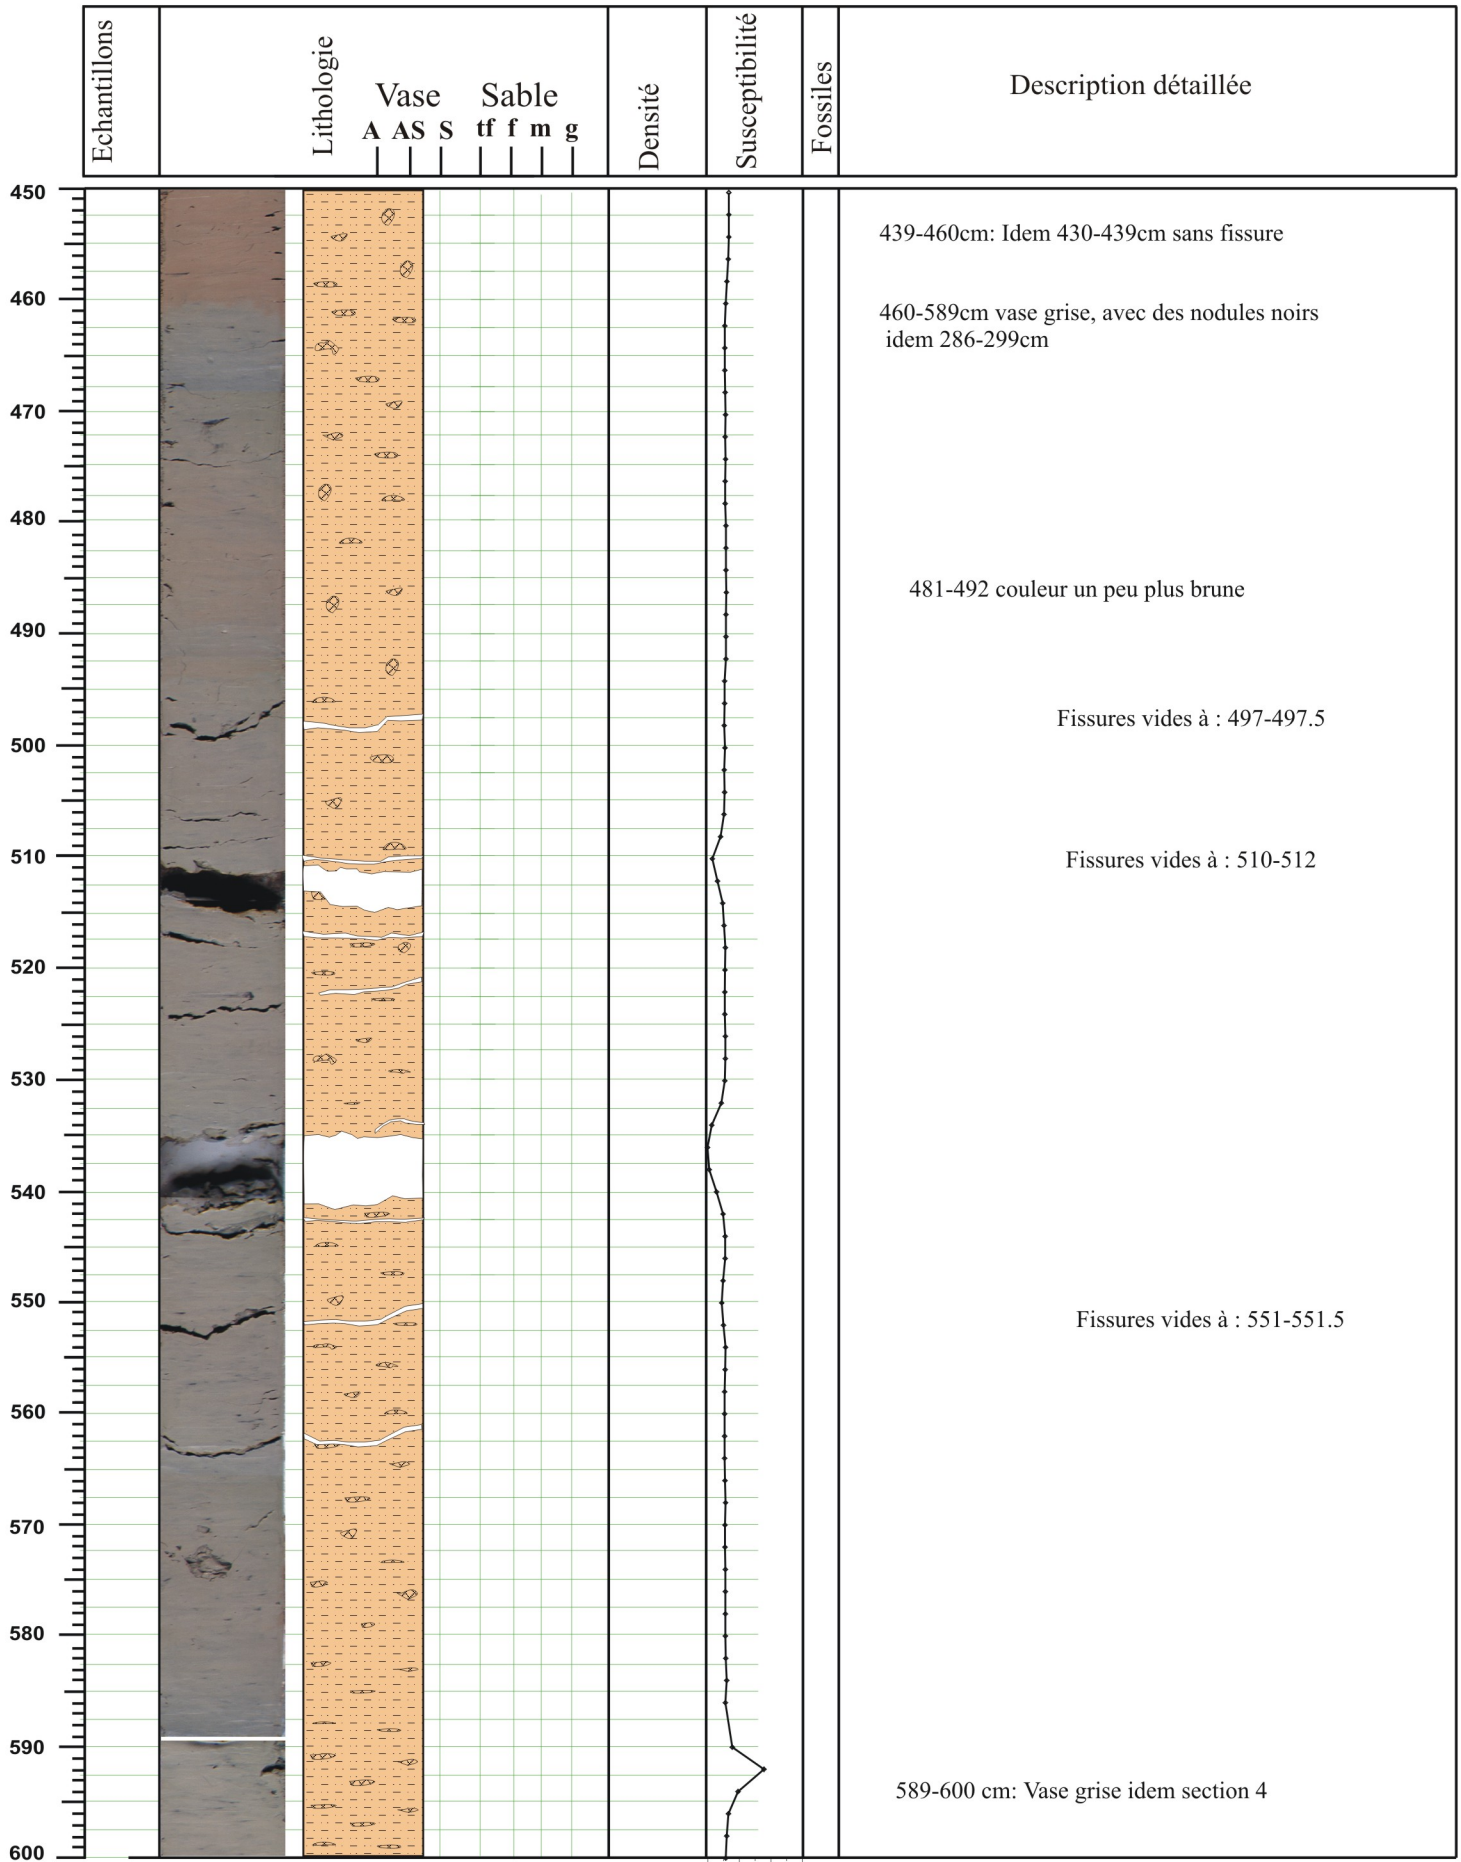 Echantillons
Lithologie
Vase
Sable
A AS S tf f m g
Densité
Susceptibilité
Fossiles
Description détaillée
450
439-460cm: Idem 430-439cm sans fissure
460
460-589cm vase grise, avec des nodules noirs
idem 286-299cm
470
480
481-492 couleur un peu plus brune
490
Fissures vides à : 497-497.5
500
510
Fissures vides à : 510-512
520
530
540
550
Fissures vides à : 551-551.5
560
570
580
590
589-600 cm: Vase grise idem section 4
600